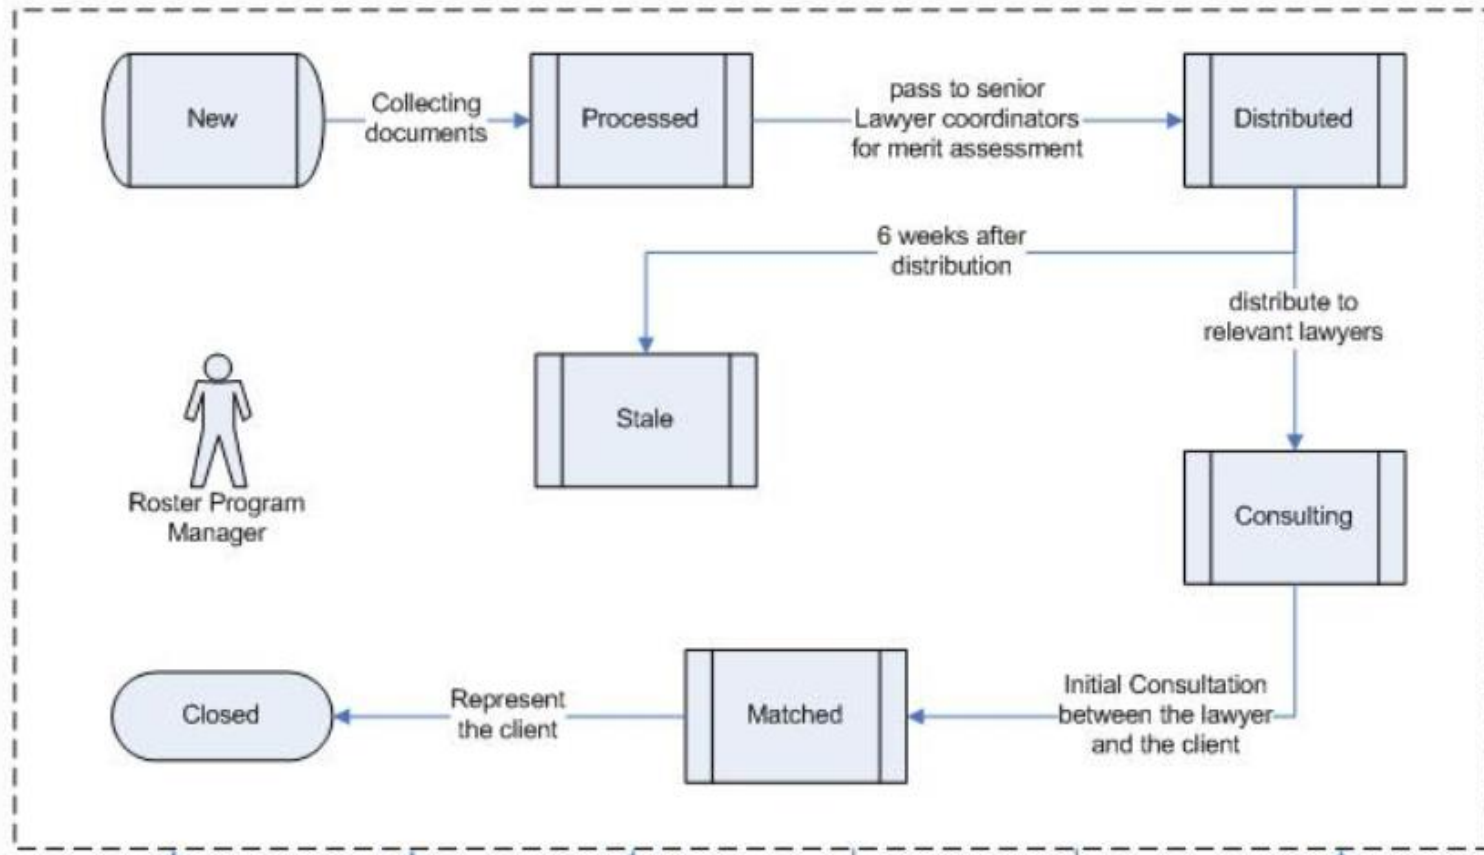 New
Collecting
documents
Processed
pass to senior
Lawyer coordinators
for merit assessment
Distributed
6 weeks after
distribution
distribute to
relevant lawyers
Stale
Roster Program
Manager
Consulting
Closed
Represent
the client
Matched
Initial Consultation
between the lawyer
and the client